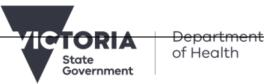 VICTORIA
State
Government
Department
of Health